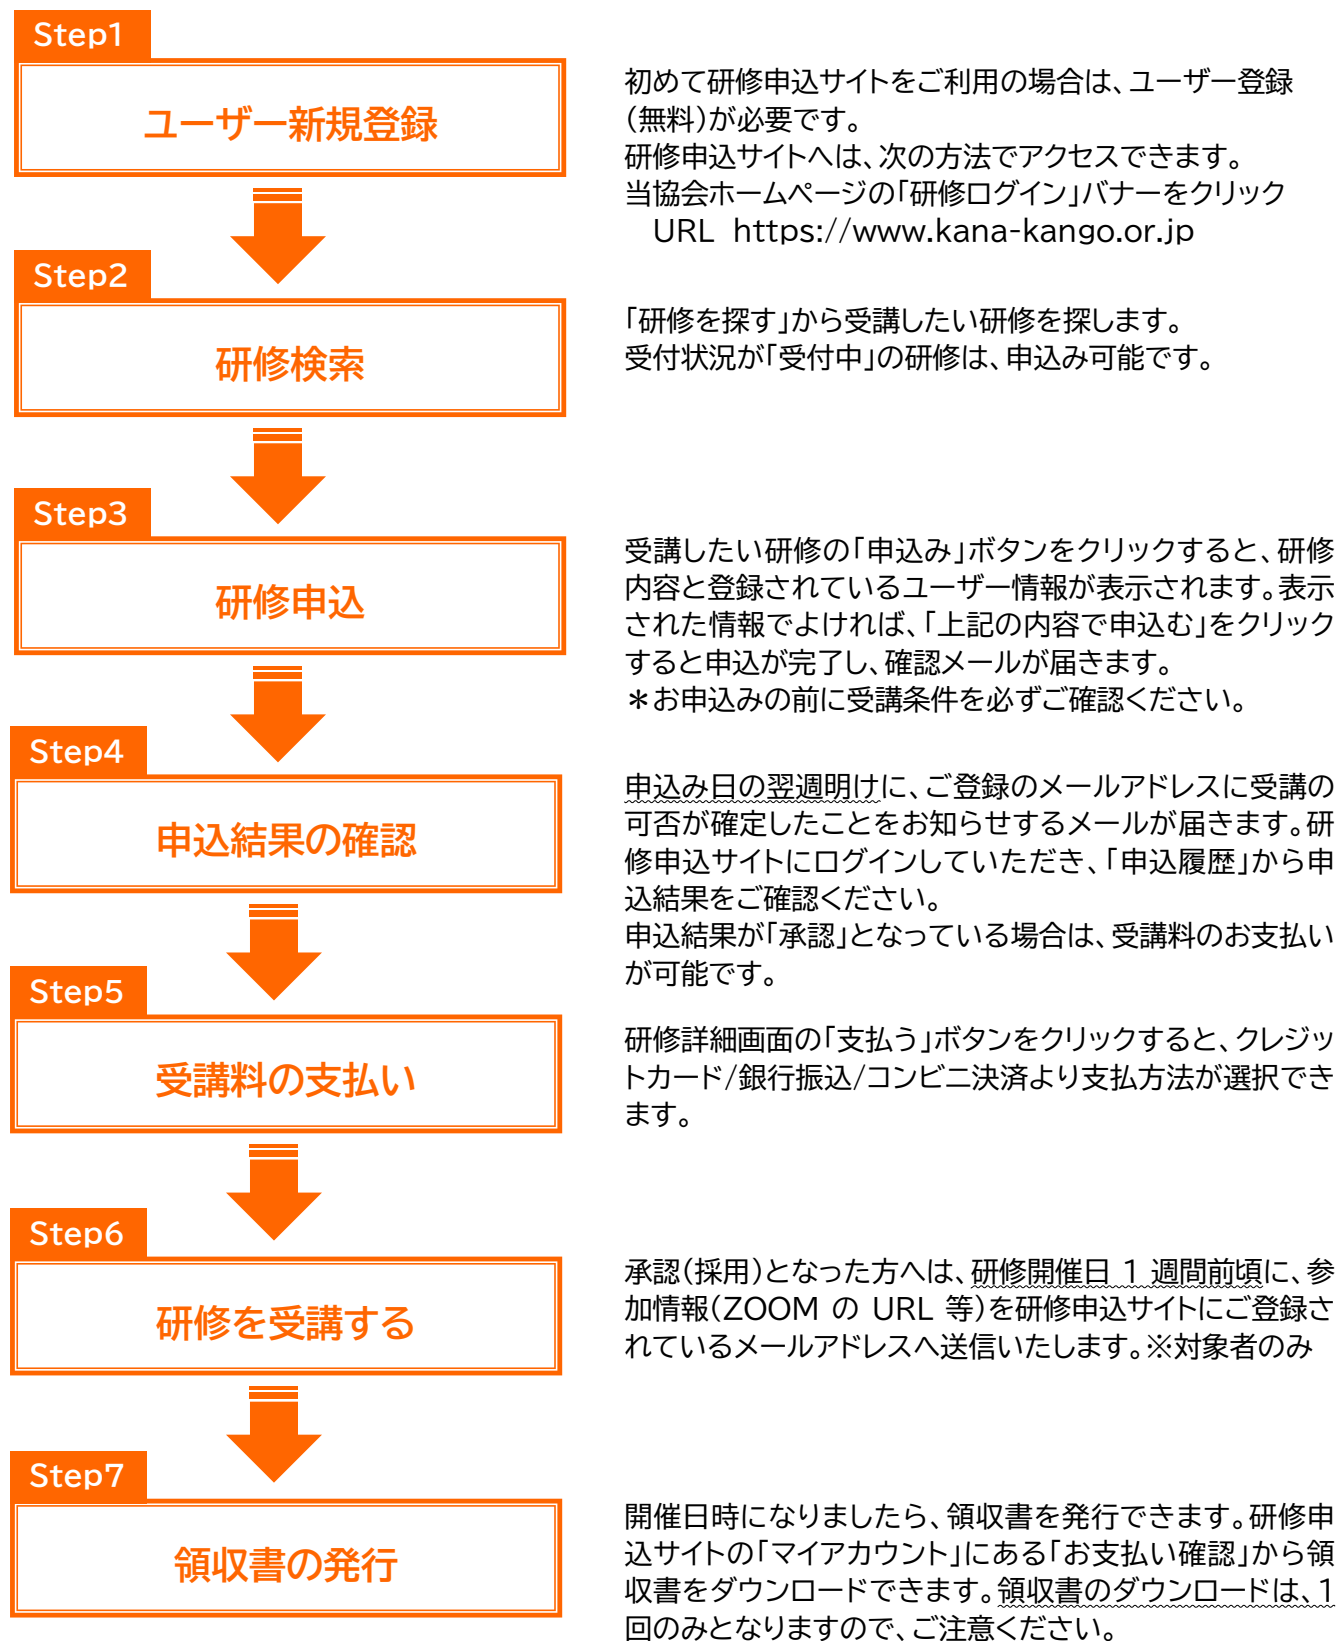 Step1
ユーザー新規登録
初めて研修申込サイトをご利用の場合は、ユーザー登録
（無料）が必要です。
研修申込サイトへは、次の方法でアクセスできます。
当協会ホームページの「研修ログイン」バナーをクリック
URL https://www.kana-kango.or.jp
Step2
研修検索
「研修を探す」から受講したい研修を探します。
受付状況が「受付中」の研修は、申込み可能です。
Step3
研修申込
受講したい研修の「申込み」ボタンをクリックすると、研修
内容と登録されているユーザー情報が表示されます。表示
された情報でよければ、「上記の内容で申込む」をクリック
すると申込が完了し、確認メールが届きます。
＊お申込みの前に受講条件を必ずご確認ください。
Step4
申込結果の確認
申込み日の翌週明けに、ご登録のメールアドレスに受講の
可否が確定したことをお知らせするメールが届きます。研
修申込サイトにログインしていただき、「申込履歴」から申
込結果をご確認ください。
申込結果が「承認」となっている場合は、受講料のお支払い
が可能です。
Step5
受講料の支払い
研修詳細画面の「支払う」ボタンをクリックすると、クレジッ
トカード/銀行振込/コンビニ決済より支払方法が選択でき
ます。
Step6
研修を受講する
承認（採用）となった方へは、研修開催日 1 週間前頃に、参
加情報（ZOOM の URL 等）を研修申込サイトにご登録さ
れているメールアドレスへ送信いたします。※対象者のみ
Step7
領収書の発行
開催日時になりましたら、領収書を発行できます。研修申
込サイトの「マイアカウント」にある「お支払い確認」から領
収書をダウンロードできます。領収書のダウンロードは、1
回のみとなりますので、ご注意ください。